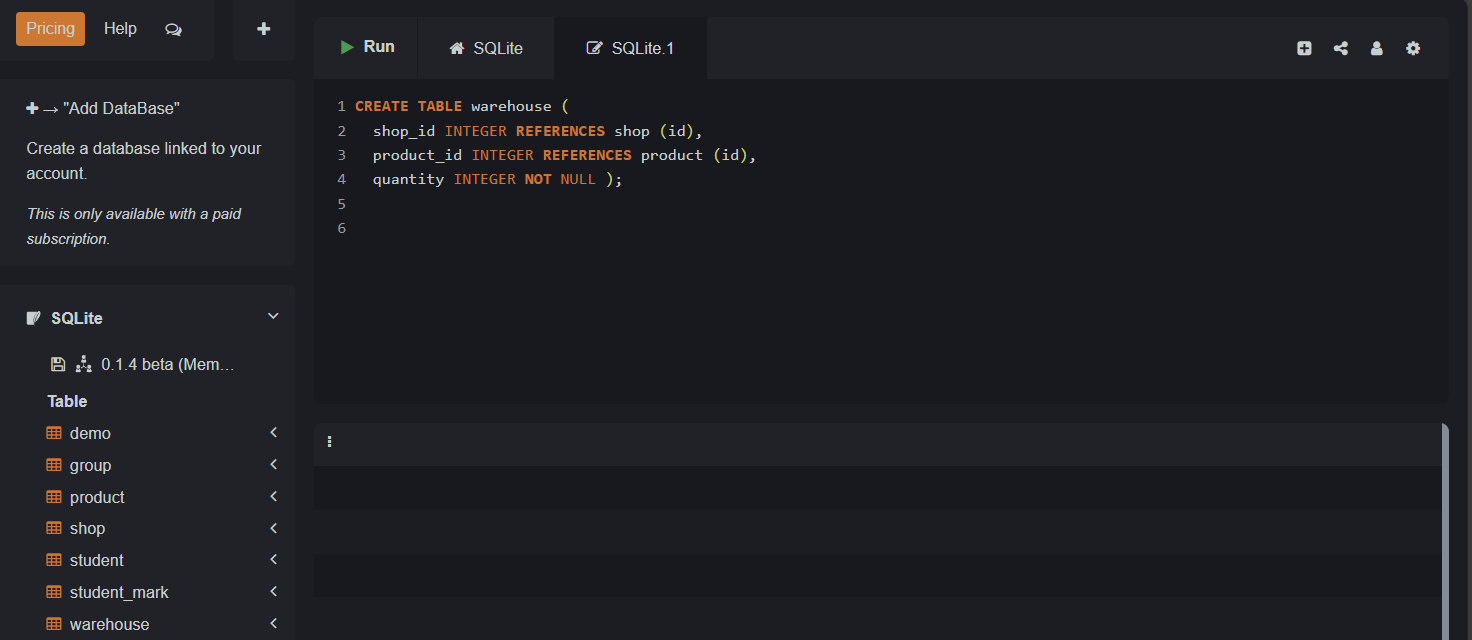 Pricing Help
Run SQLite SQLite.1
→ "Add DataBase"
Create a database linked to your
account.
This is only available with a paid
subscription.
SQLite
0.1.4 beta (Mem…
Table
demo
group
product
shop
student
student_mark
warehouse
1 CREATE TABLE warehouse (
2 shop_id INTEGER REFERENCES shop (id),
3 product_id INTEGER REFERENCES product (id),
4 quantity INTEGER NOT NULL );
5
6